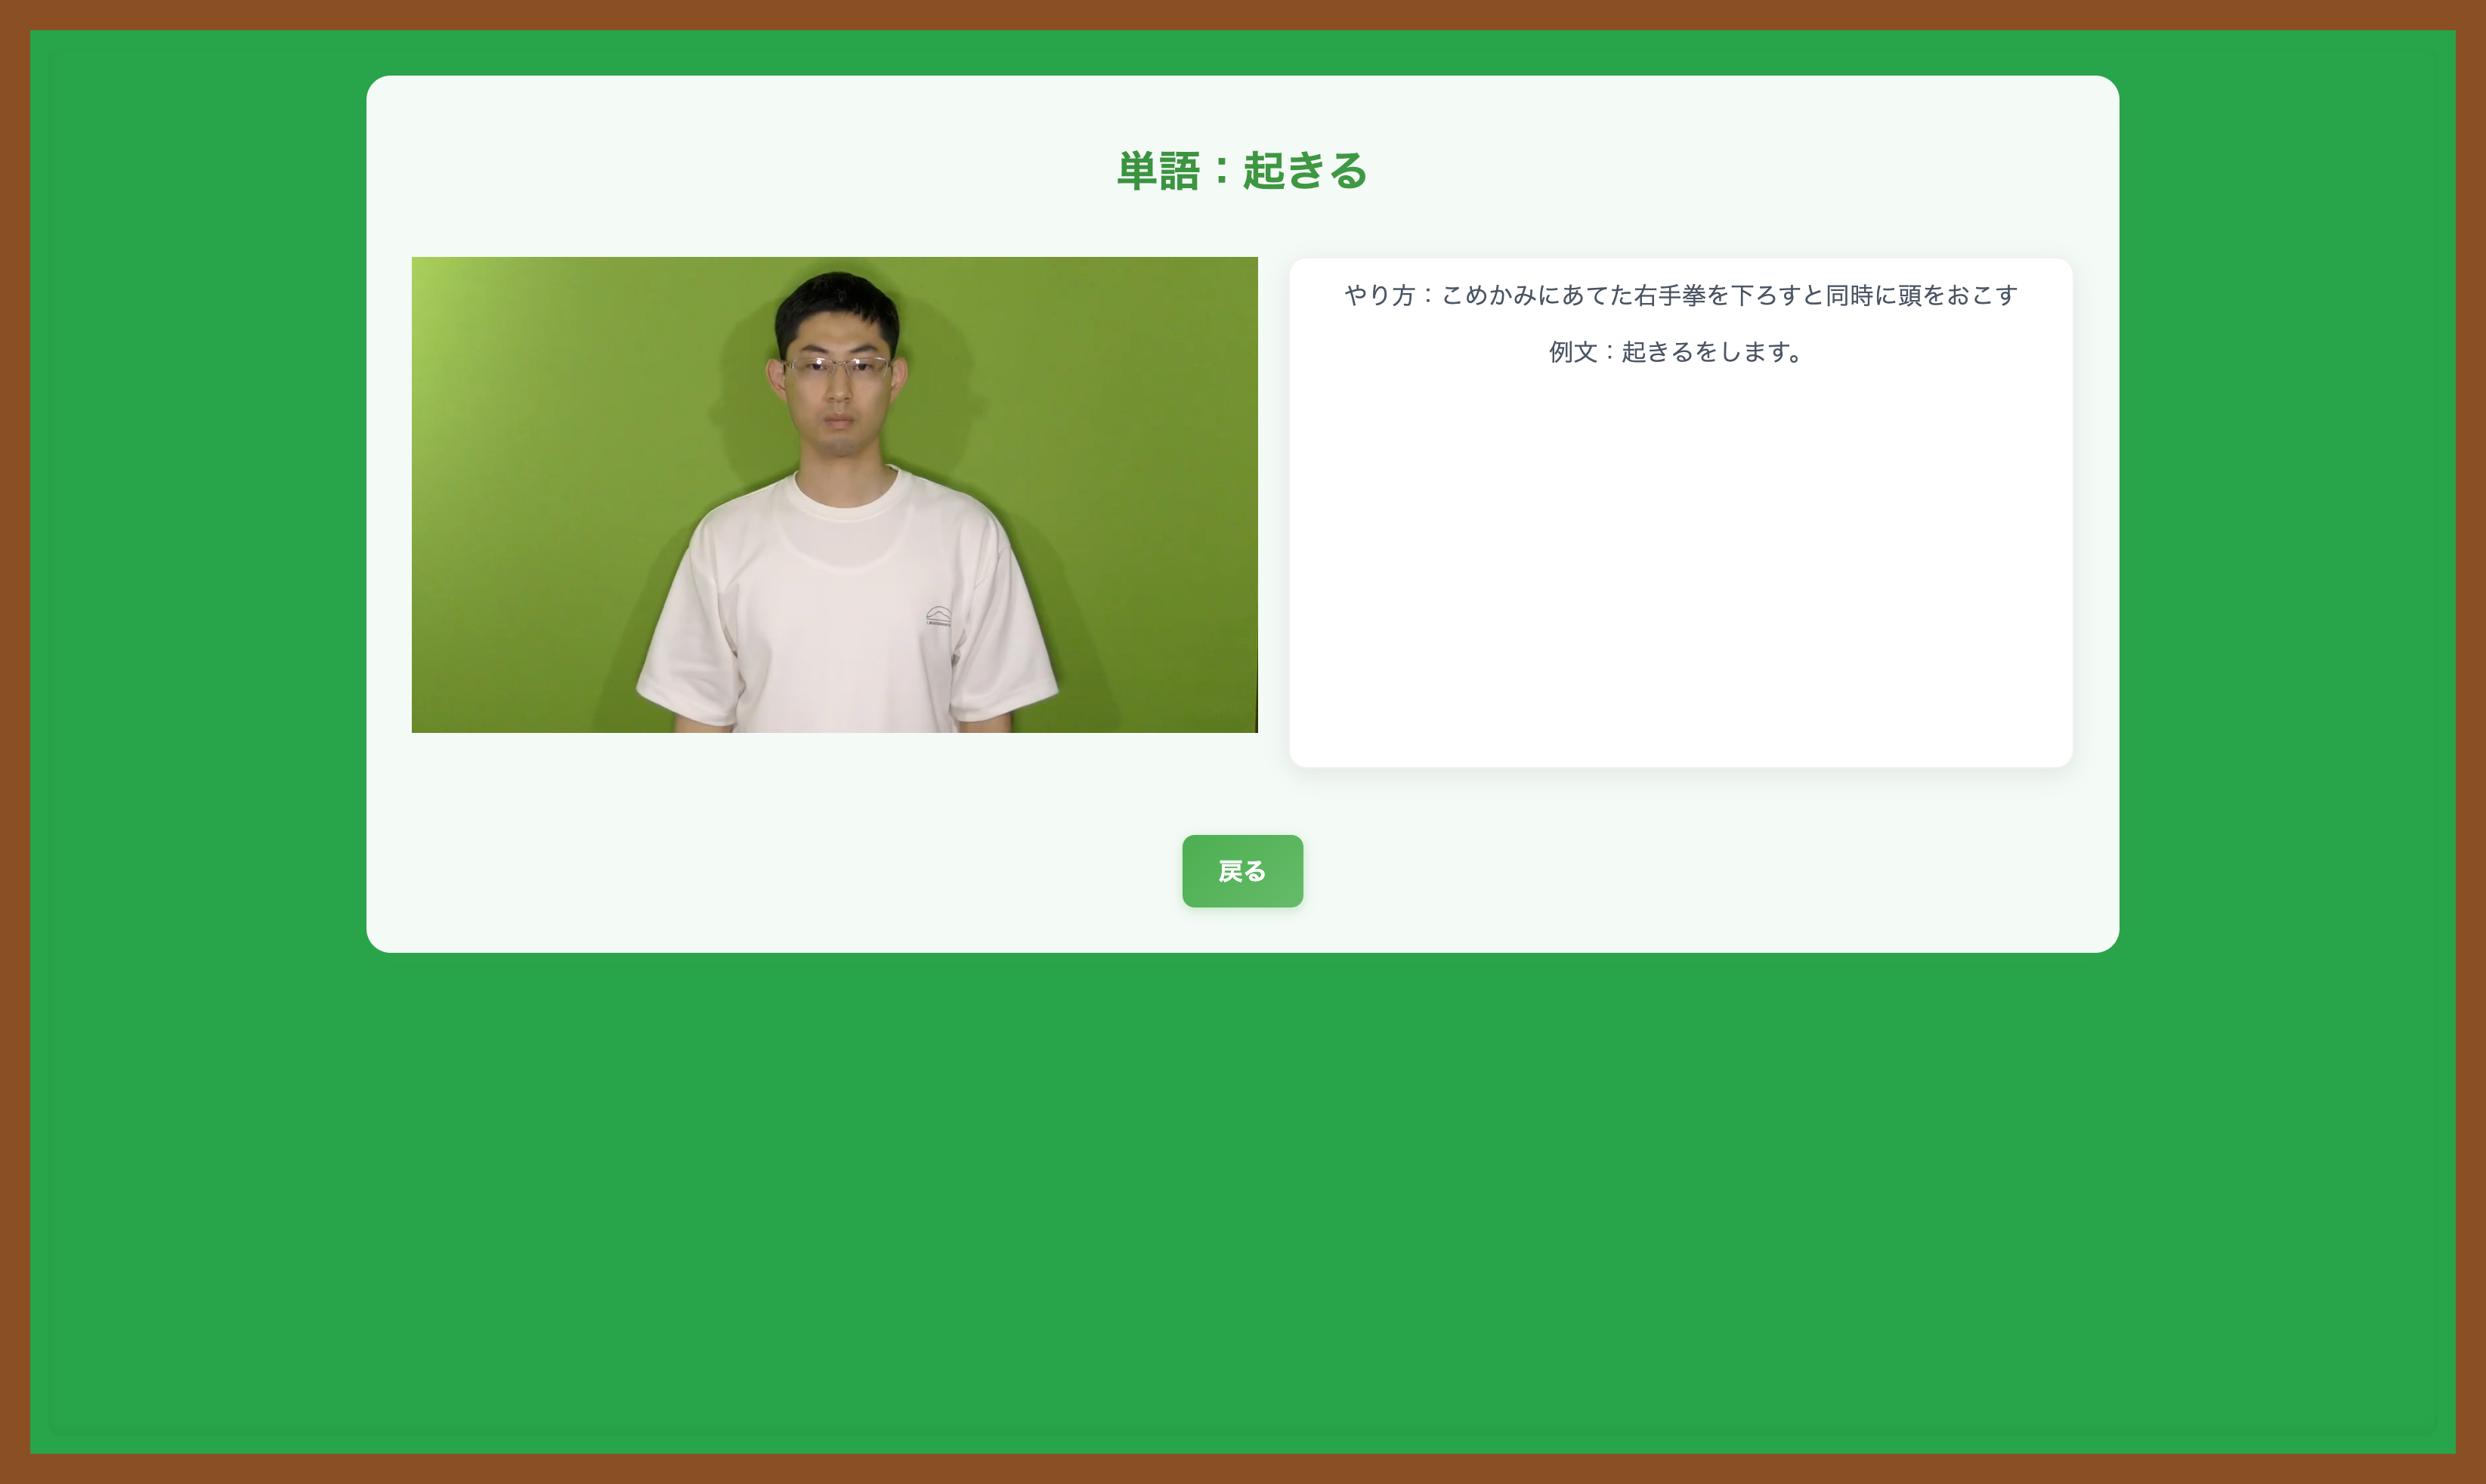 単語：起きる
やり方：こめかみにあてた右手拳を下ろすと同時に頭をおこす
例文：起きるをします。
戻る